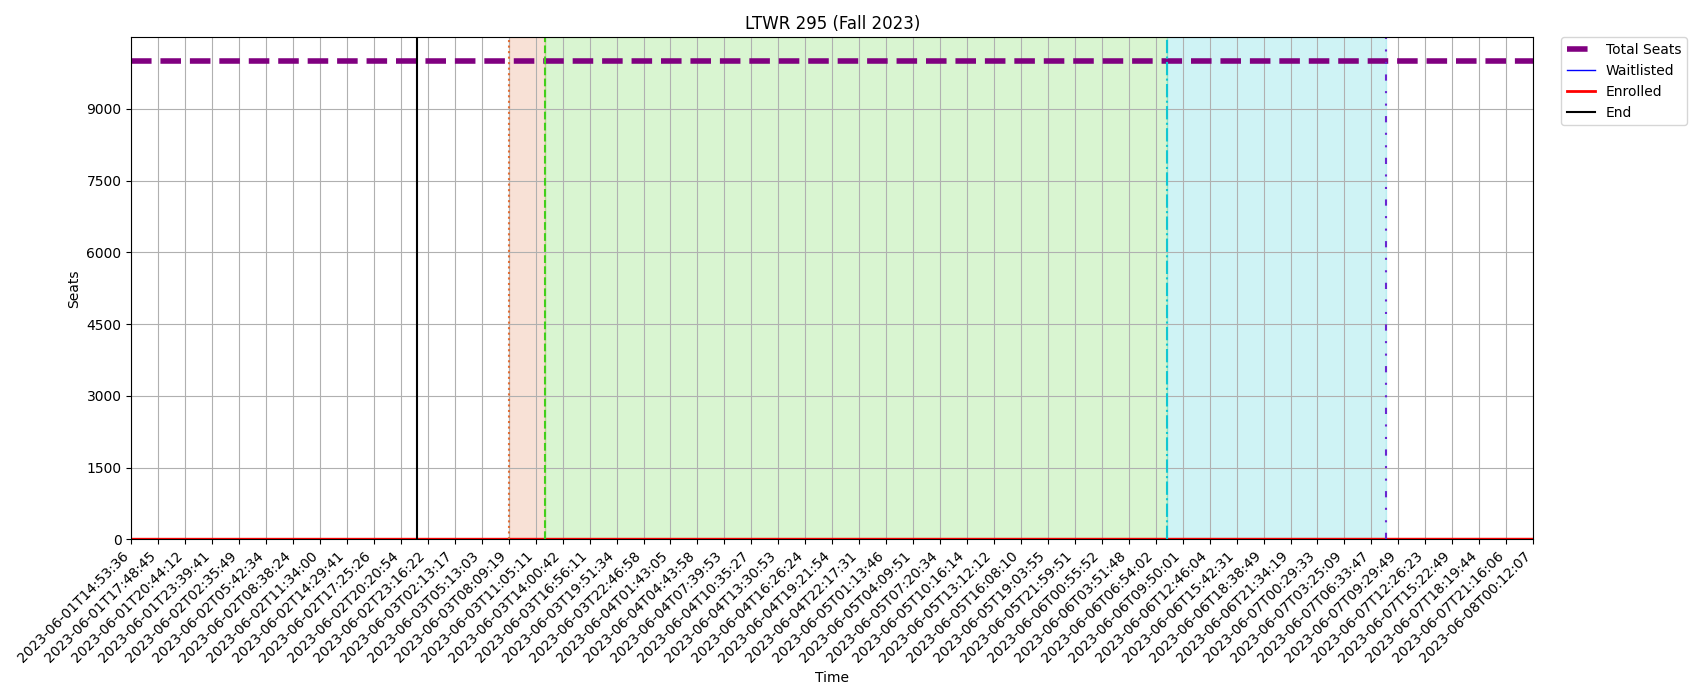 LTWR 295 (Fall 2023)
Total Seats
Waitlisted
Enrolled
End
Seats
9000
7500
6000
4500
3000
1500
0
2023-06-01T14:53:36
2023-06-01T17:48:45
2023-06-01T20:44:12
2023-06-01T23:39:41
2023-06-02T02:35:49
2023-06-02T05:42:34
2023-06-02T08:38:24
2023-06-02T11:34:00
2023-06-02T14:29:41
2023-06-02T17:25:26
2023-06-02T20:20:54
2023-06-02T23:16:22
2023-06-03T02:13:17
2023-06-03T05:13:03
2023-06-03T08:09:19
2023-06-03T11:05:11
2023-06-03T14:00:42
2023-06-03T16:56:11
2023-06-03T19:51:34
2023-06-03T22:46:58
2023-06-04T01:43:05
2023-06-04T04:43:58
2023-06-04T07:39:53
2023-06-04T10:35:27
2023-06-04T13:30:53
2023-06-04T16:26:24
2023-06-04T19:21:54
2023-06-04T22:17:31
2023-06-05T01:13:46
2023-06-05T04:09:51
2023-06-05T07:20:34
2023-06-05T10:16:14
2023-06-05T13:12:12
2023-06-05T16:08:10
2023-06-05T19:03:55
2023-06-05T21:59:51
2023-06-06T00:55:52
2023-06-06T03:51:48
2023-06-06T06:54:02
2023-06-06T09:50:01
2023-06-06T12:46:04
2023-06-06T15:42:31
2023-06-06T18:38:49
2023-06-06T21:34:19
2023-06-07T00:29:33
2023-06-07T03:25:09
2023-06-07T06:33:47
2023-06-07T09:29:49
2023-06-07T12:26:23
2023-06-07T15:22:49
2023-06-07T18:19:44
2023-06-07T21:16:06
2023-06-08T00:12:07
Time